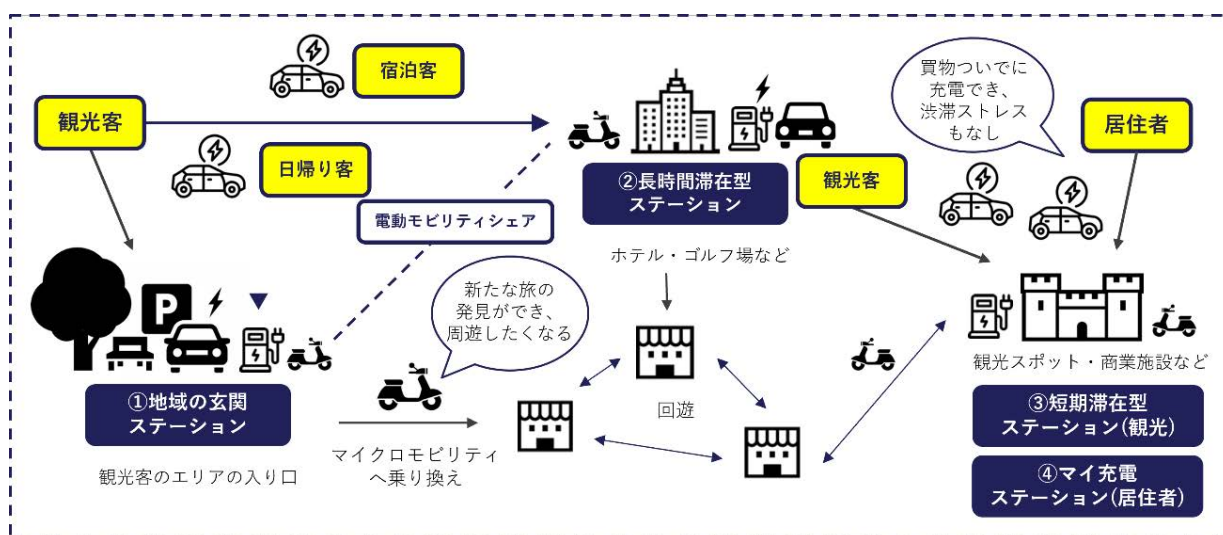 宿泊客
観光客
日帰り客
電動モビリティシェア
②長時間滞在型
ステーション
ホテル・ゴルフ場など
買物ついでに
充電でき、
渋滞ストレス
もなし
居住者
観光客
P
①地域の玄関
ステーション
観光客のエリアの入り口
新たな旅の
発見ができ、
周遊したくなる
マイクロモビリティ
へ乗り換え
回遊
観光スポット・商業施設など
③短期滞在型
ステーション(観光)
④マイ充電
ステーション(居住者)